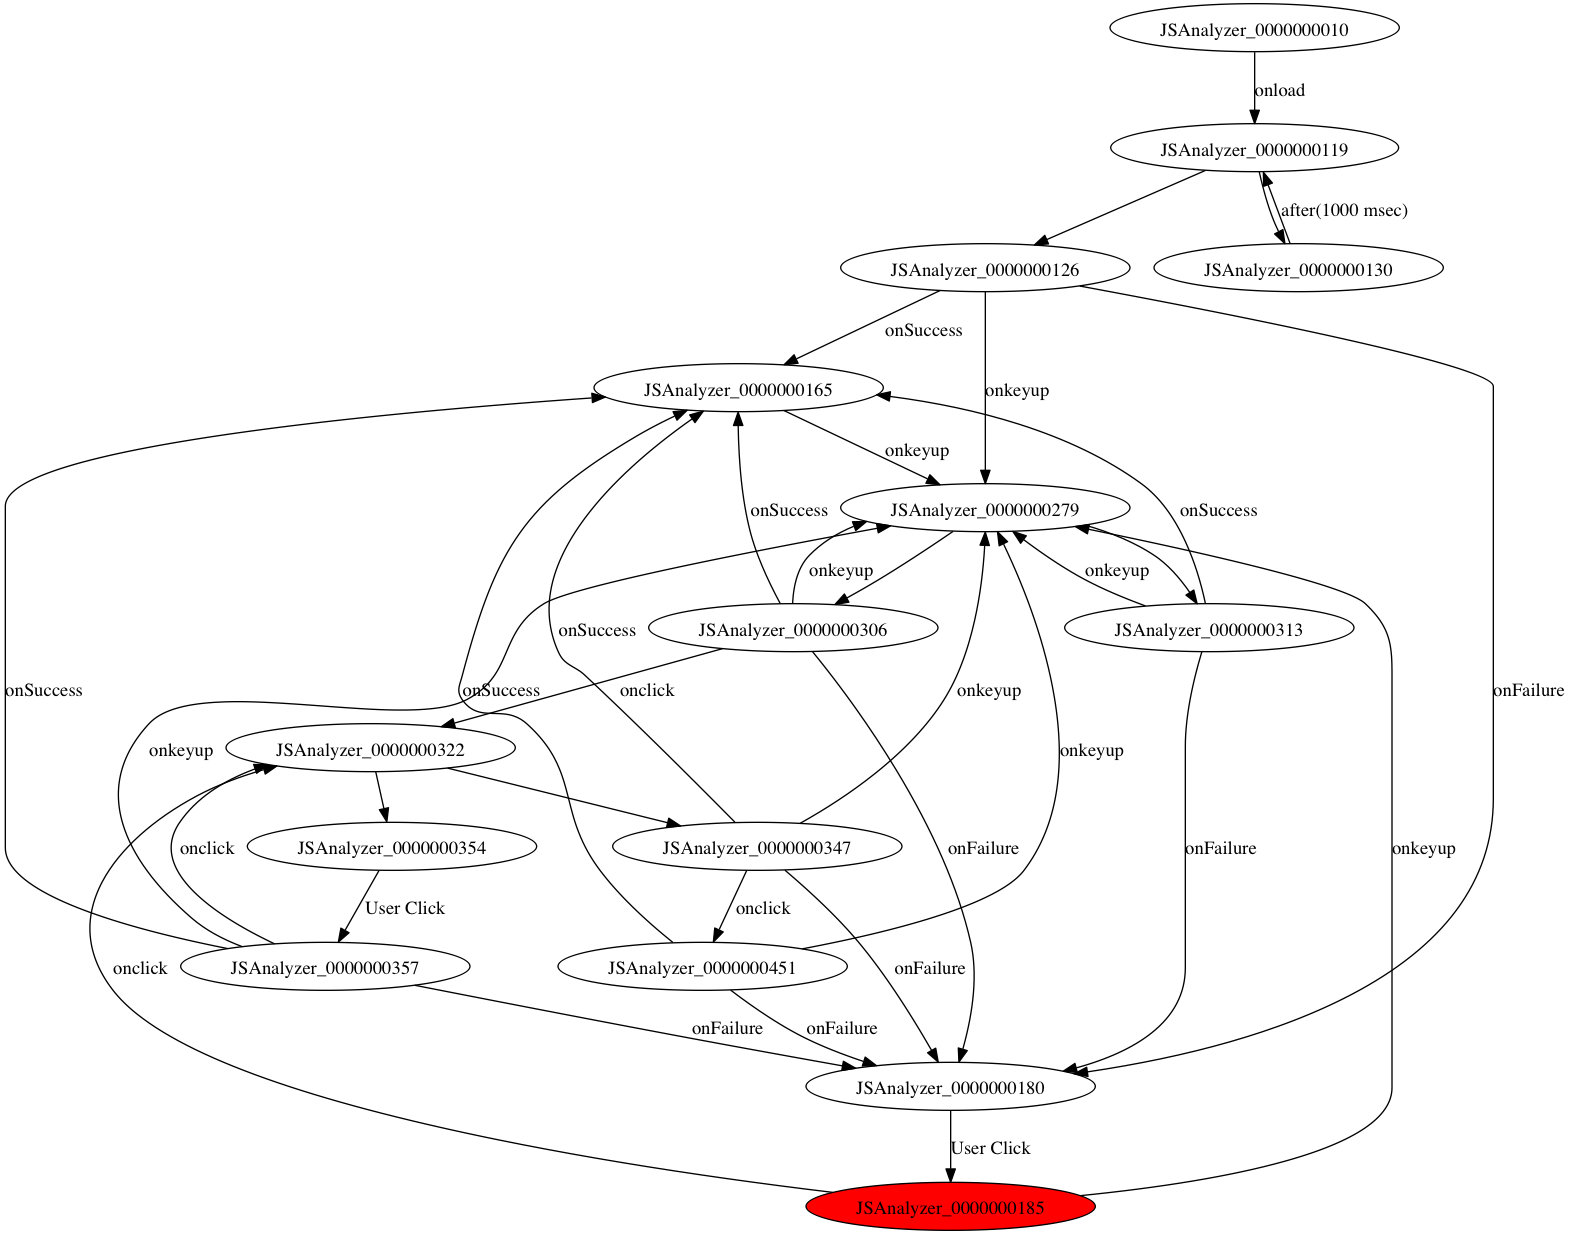 JSAnalyzer_0000000010
onload
JSAnalyzer_0000000119
after(1000 msec)
JSAnalyzer_0000000126
JSAnalyzer_0000000130
onSuccess
JSAnalyzer_0000000165
onkeyup
onkeyup
JSAnalyzer_0000000279
onSuccess
onSuccess
onkeyup
onkeyup
JSAnalyzer_0000000306
JSAnalyzer_0000000313
onSuccess
onSuccess
onSuccess
onclick
onkeyup
onFailure
JSAnalyzer_0000000322
onkeyup
onkeyup
JSAnalyzer_0000000354
JSAnalyzer_0000000347
onclick
onFailure
onFailure
onkeyup
User Click
onclick
JSAnalyzer_0000000357
JSAnalyzer_0000000451
onclick
onFailure
onFailure
onFailure
JSAnalyzer_0000000180
User Click
JSAnalyzer_0000000185